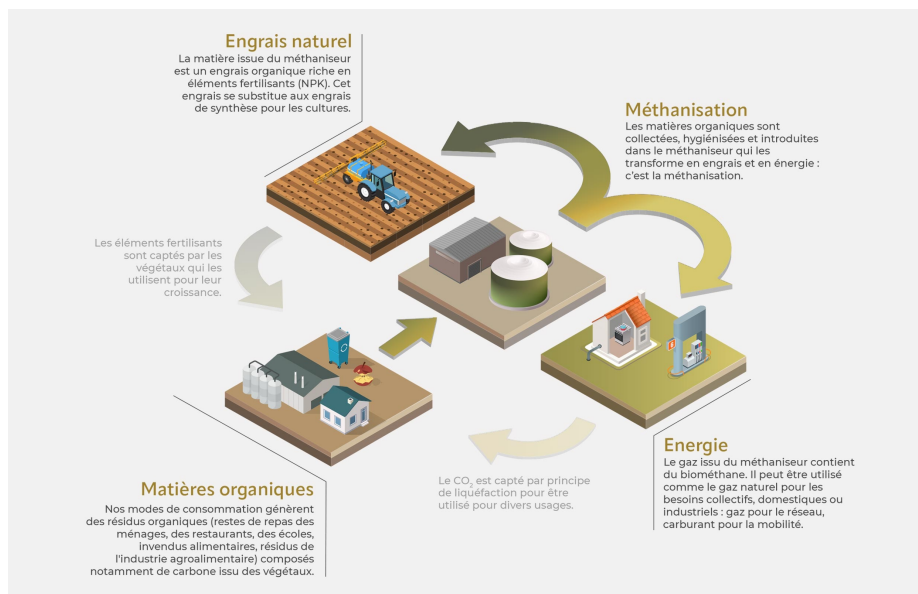 Engrais naturel
La matière issue du méthaniseur
est un engrais organique riche en
éléments fertilisants (NPK). Cet
engrais se substitue aux engrais
de synthèse pour les cultures.
Méthanisation
Les matières organiques sont
collectées, hygiénisées et introduites
dans le méthaniseur qui les
transforme en engrais et en énergie :
c'est la méthanisation.
Les éléments fertilisants
sont captés par les
végétaux qui les
utilisent pour leur
croissance.
Matières organiques
Nos modes de consommation génèrent
des résidus organiques (restes de repas des
ménages, des restaurants, des écoles,
invendus alimentaires, résidus de
l'industrie agroalimentaire) composés
notamment de carbone issu des végétaux.
Le CO₂ est capté par principe
de liquéfaction pour être
utilisé pour divers usages.
Energie
Le gaz issu du méthaniseur contient
du biométhane. Il peut être utilisé
comme le gaz naturel pour les
besoins collectifs, domestiques ou
industriels : gaz pour le réseau,
carburant pour la mobilité.